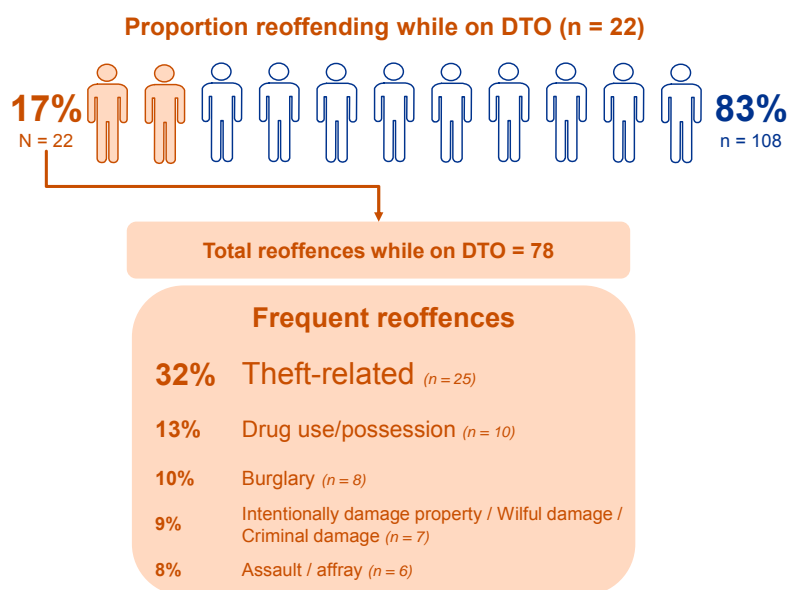 Proportion reoffending while on DTO (n = 22)
17%
N = 22
83%
n = 108
Total reoffences while on DTO = 78
Frequent reoffences
32% Theft-related (n = 25)
13% Drug use/possession (n = 10)
10% Burglary (n = 8)
9% Intentionally damage property / Wilful damage /
Criminal damage (n = 7)
8% Assault / affray (n = 6)